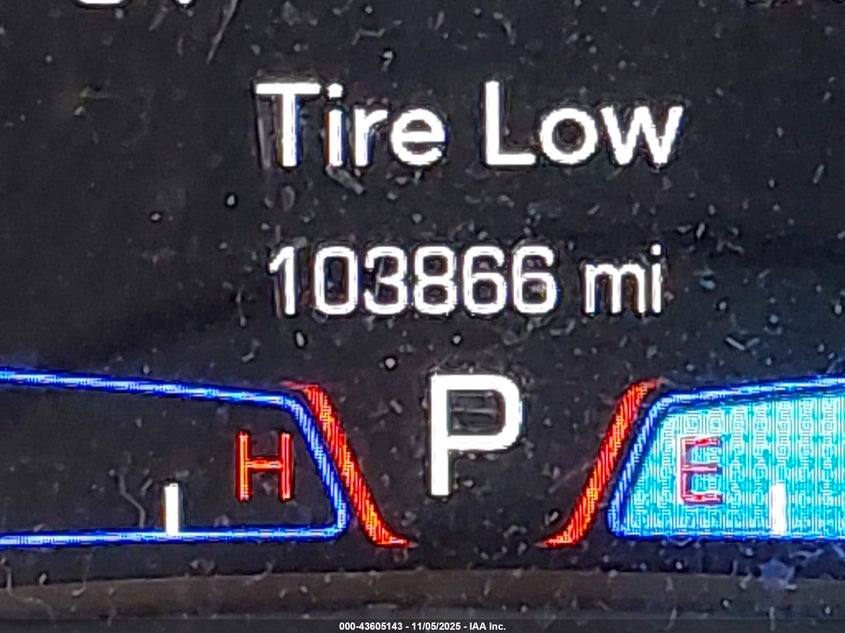 Tire Low
103866 mi
P
H
E
000-43605143 - 11/05/2025 - IAA Inc.